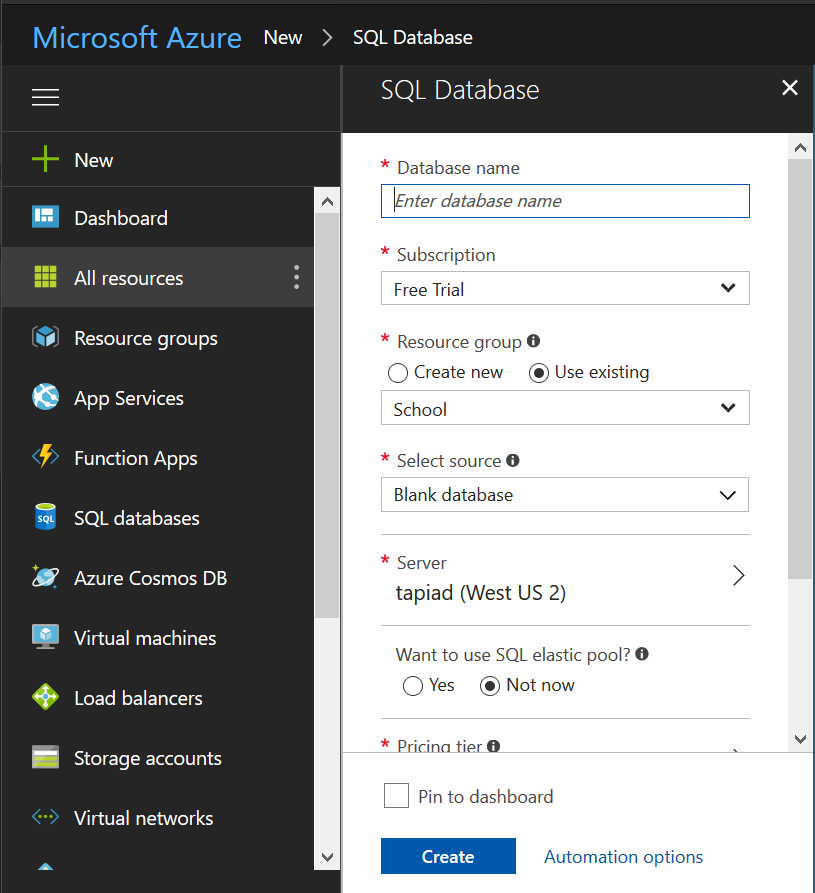 Microsoft Azure New > SQL Database
SQL Database
New
Dashboard
All resources
Resource groups
App Services
Function Apps
SQL databases
SQL
Azure Cosmos DB
Virtual machines
Load balancers
Storage accounts
Virtual networks
* Database name
Enter database name
* Subscription
Free Trial
* Resource group
Create new Use existing
School
* Select source
Blank database
* Server
tapiad (West US 2)
Want to use SQL elastic pool?
Yes Not now
* Pricing tier
Pin to dashboard
Create Automation options